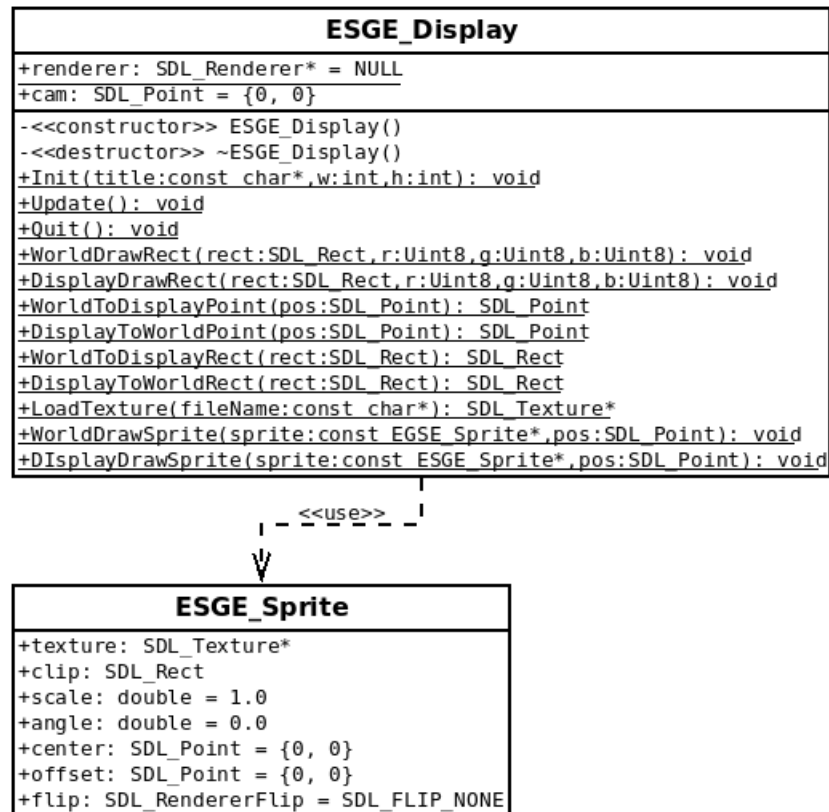 ESGE_Display
+renderer: SDL_Renderer* = NULL
+cam: SDL_Point = {0, 0}
-<<constructor>> ESGE_Display()
-<<destructor>> ~ESGE_Display()
+Init(title:const char*,w:int,h:int): void
+Update(): void
+Quit(): void
+WorldDrawRect(rect:SDL_Rect,r:Uint8,g:Uint8,b:Uint8): void
+DisplayDrawRect(rect:SDL_Rect,r:Uint8,g:Uint8,b:Uint8): void
+WorldToDisplayPoint(pos:SDL_Point): SDL_Point
+DisplayToWorldPoint(pos:SDL_Point): SDL_Point
+WorldToDisplayRect(rect:SDL_Rect): SDL_Rect
+DisplayToWorldRect(rect:SDL_Rect): SDL_Rect
+LoadTexture(fileName:const char*): SDL_Texture*
+WorldDrawSprite(sprite:const EGSE_Sprite*,pos:SDL_Point): void
+DIsplayDrawSprite(sprite:const ESGE_Sprite*,pos:SDL_Point): void
<<use>>
ESGE_Sprite
+texture: SDL_Texture*
+clip: SDL_Rect
+scale: double = 1.0
+angle: double = 0.0
+center: SDL_Point = {0, 0}
+offset: SDL_Point = {0, 0}
+flip: SDL_RendererFlip = SDL_FLIP_NONE